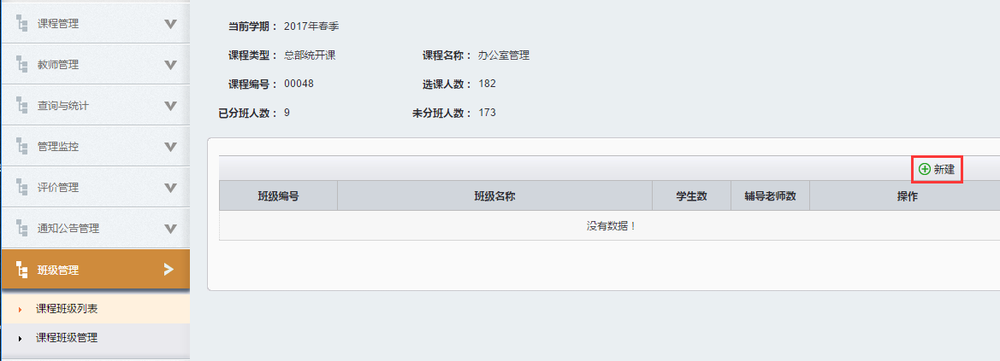 课程管理
教师管理
查询与统计
管理监控
评价管理
通知公告管理
班级管理
课程班级列表
课程班级管理
当前学期： 2017年春季
课程类型： 总部统开课 课程名称： 办公室管理
课程编号： 00048 选课人数： 182
已分班人数： 9 未分班人数： 173
新建
班级编号 班级名称 学生数 辅导老师数 操作
没有数据！